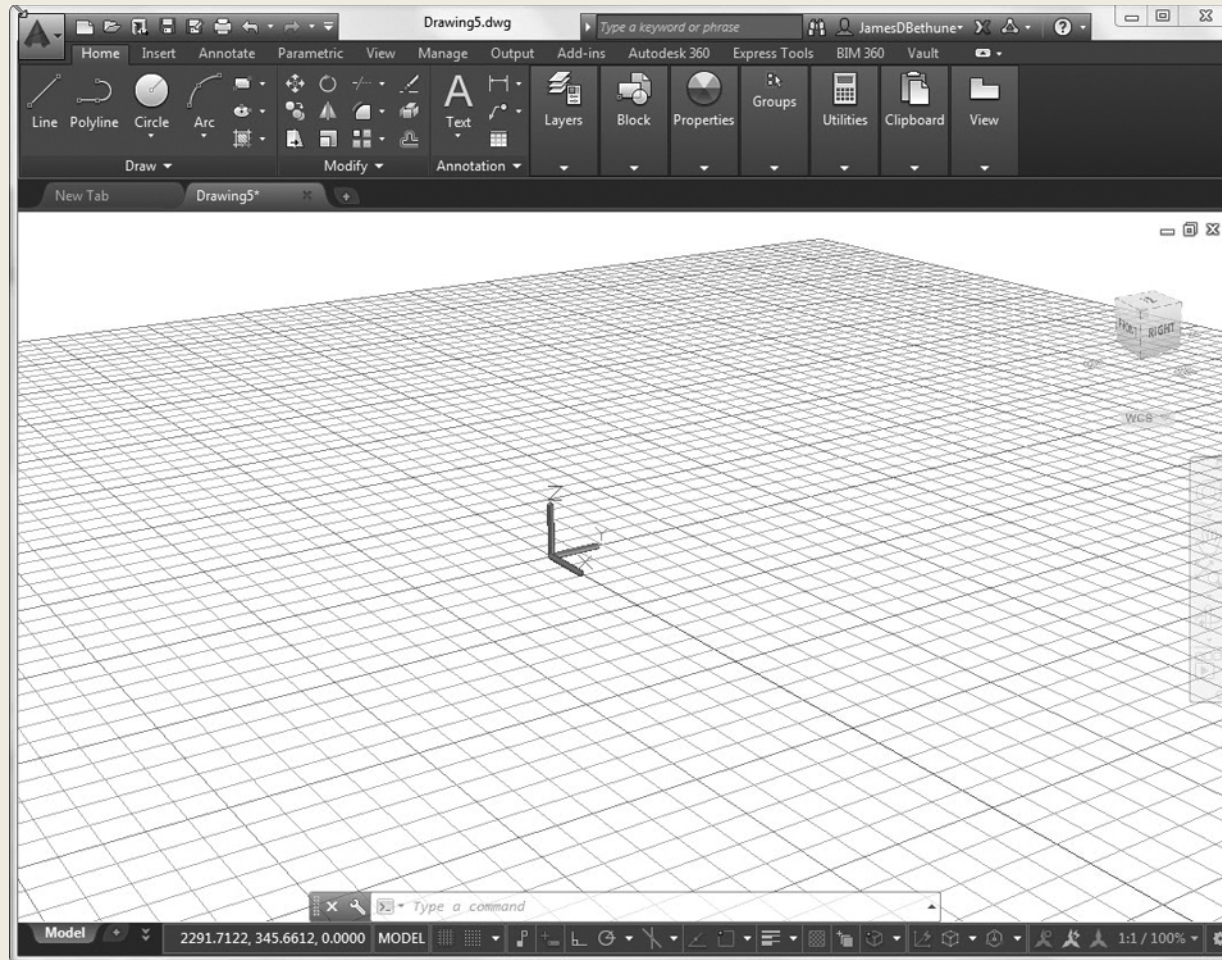 Drawing5.dwg
Type a keyword or phrase
JamesDBethune
Home Insert Annotate Parametric View Manage Output Add-ins Autodesk 360 Express Tools BIM 360 Vault
Line Polyline Circle Arc
A
Text
Layers Block Properties Groups Utilities Clipboard View
Draw Modify Annotation
New Tab Drawing5*
RIGHT
WCS
Z
Y
X
Type a command
Model 2291.7122, 345.6612, 0.0000 MODEL 1:1 / 100%